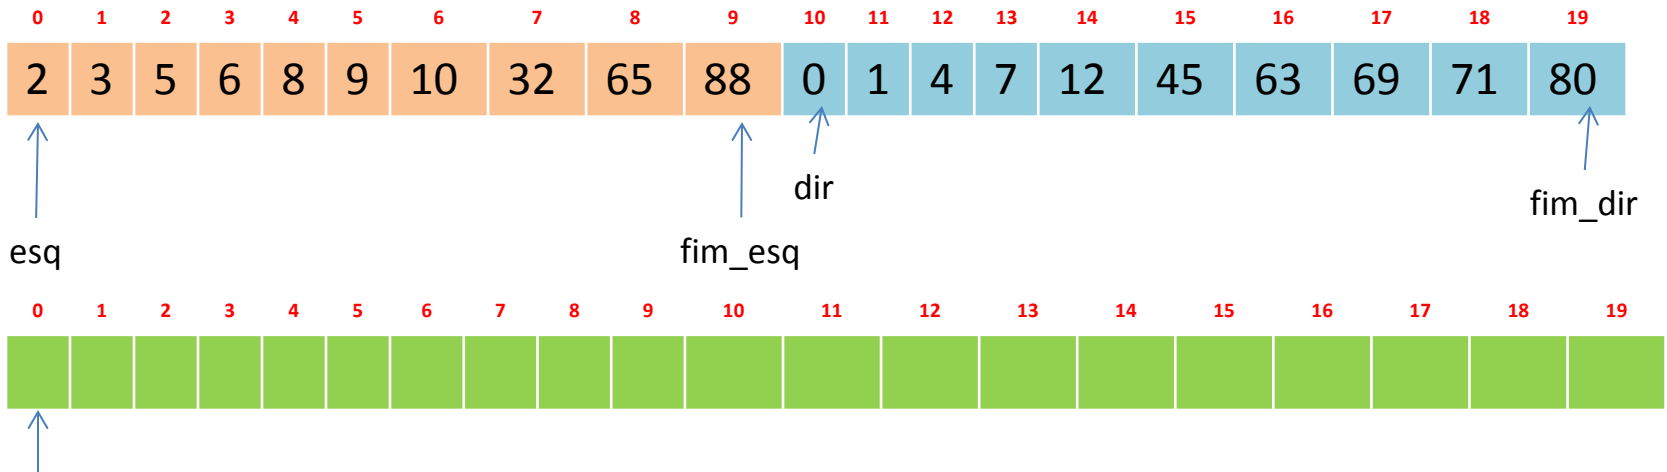 0 1 2 3 4 5 6 7 8 9 10 11 12 13 14 15 16 17 18 19
2 3 5 6 8 9 10 32 65 88 0 1 4 7 12 45 63 69 71 80
dir
fim_dir
esq fim_esq
0 1 2 3 4 5 6 7 8 9 10 11 12 13 14 15 16 17 18 19